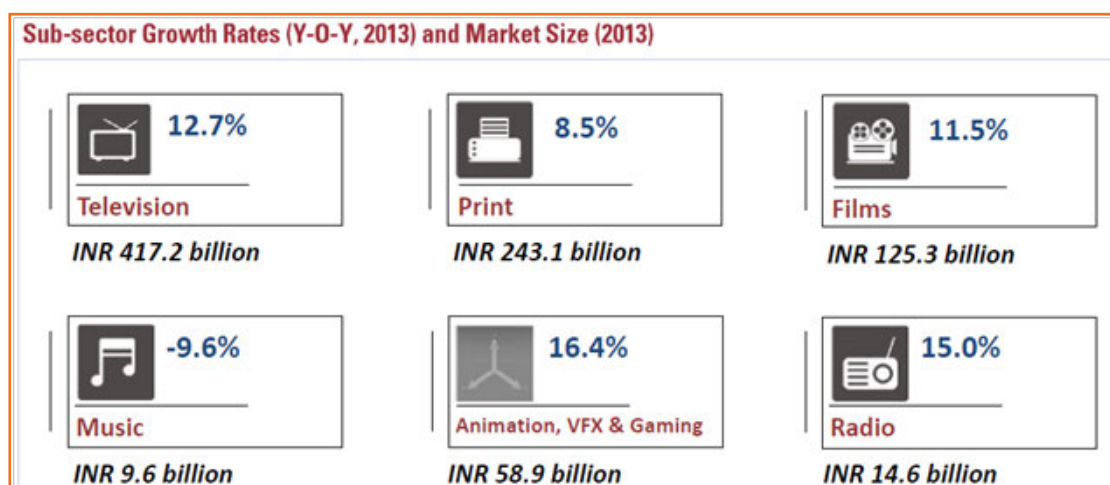 Sub-sector Growth Rates (Y-O-Y, 2013) and Market Size (2013)
12.7%
Television
INR 417.2 billion
8.5%
Print
INR 243.1 billion
11.5%
Films
INR 125.3 billion
-9.6%
Music
INR 9.6 billion
16.4%
Animation, VFX & Gaming
INR 58.9 billion
15.0%
Radio
INR 14.6 billion